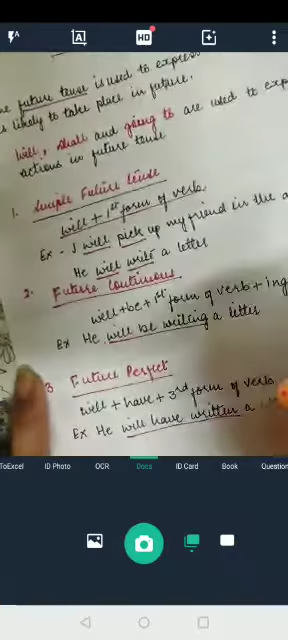 HD
future tense is used to express
is likely to take place in future.
will, shall and going to are used to
actions in future tense
1. Simple Future tense
will + 1st form of verb
Ex - I will pick up my friend in the
He will write a letter
2. Future Continuous
will + be + 1st form of verb + ing
Ex He will be writing a letter
3 Future Perfect
will + have + 3rd form of verb
Ex He will have written a
ToExcel ID Photo OCR Docs ID Card Book Question